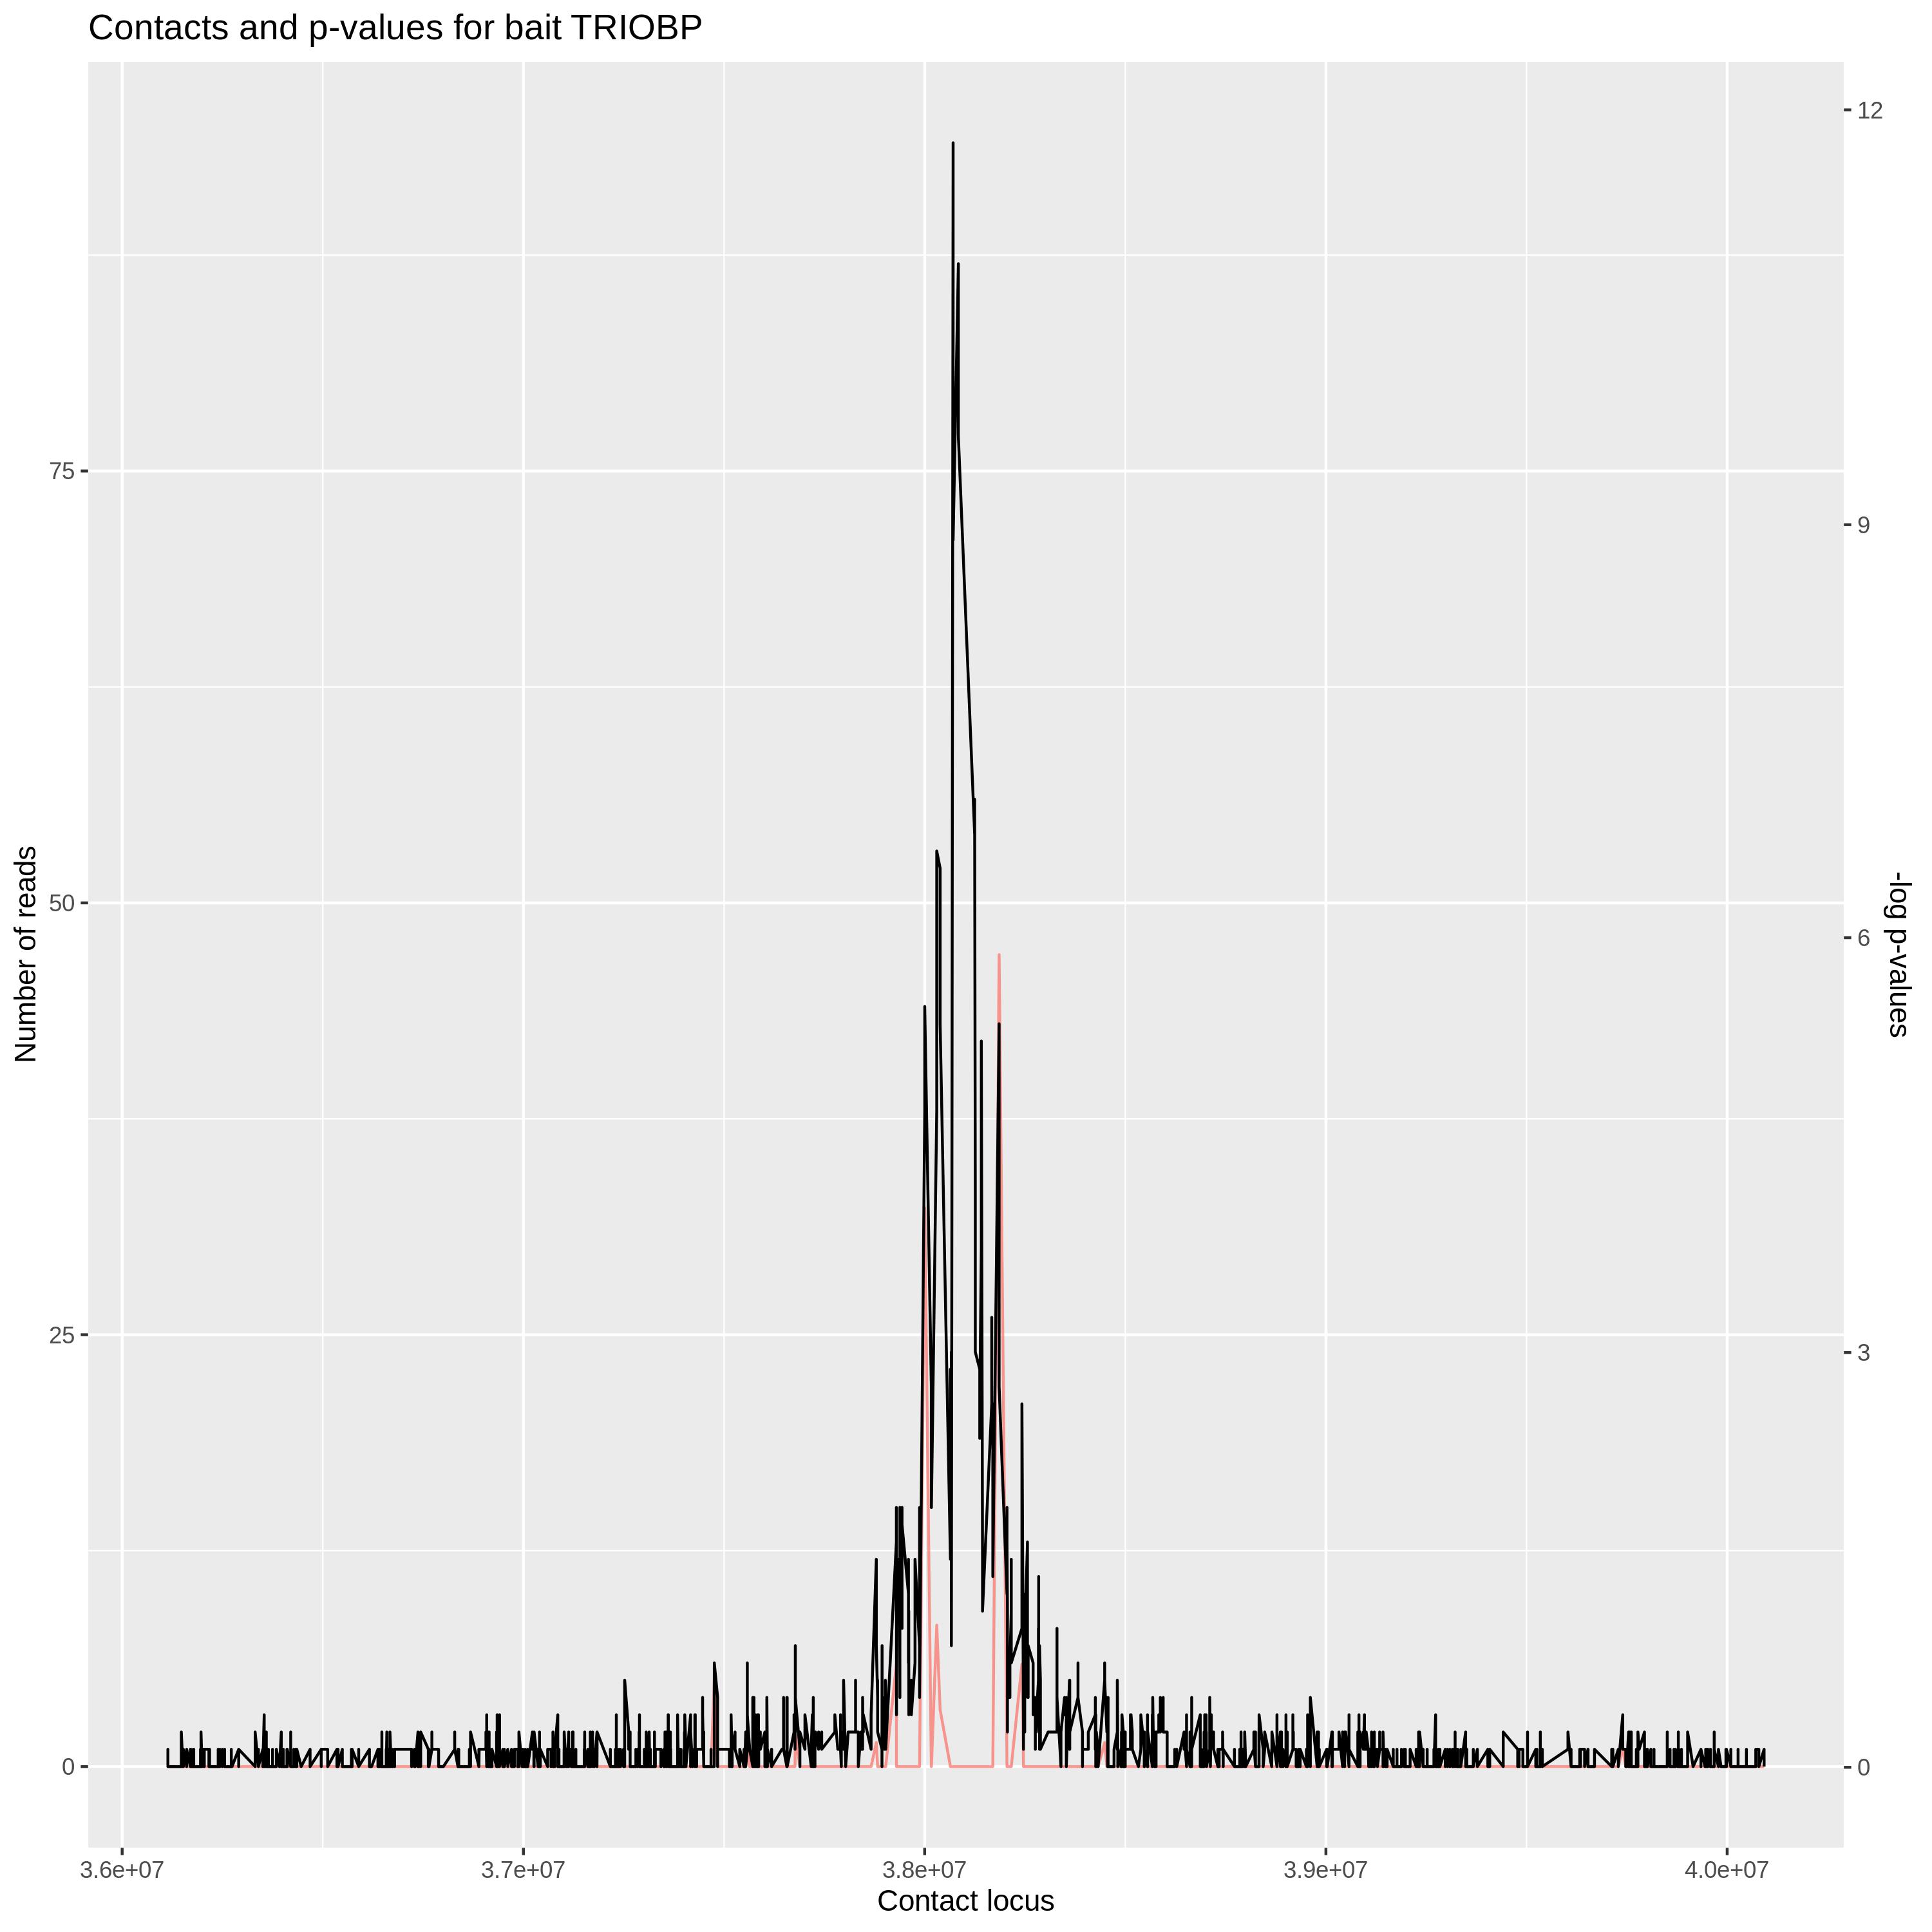 Contacts and p-values for bait TRIOBP
12
9
6
3
0
75
50
25
0
Number of reads
-log p-values
3.6e+07
3.7e+07
3.8e+07
3.9e+07
4.0e+07
Contact locus